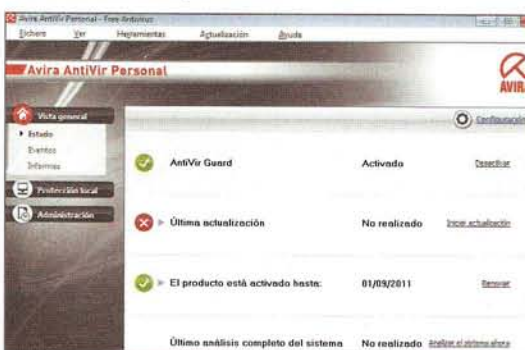 Avira AntiVir Personal - Free Antivirus
Fichero Ver Herramientas Actualización Ayuda
Avira AntiVir Personal
AVIRA
Vista general
Configuración
Estado
Eventos
Informes
Protección local
Administración
AntiVir Guard Activado Desactivar
Última actualización No realizado Iniciar actualización
El producto está activado hasta: 01/09/2011 Renovar
Último análisis completo del sistema No realizado Analizar el sistema ahora